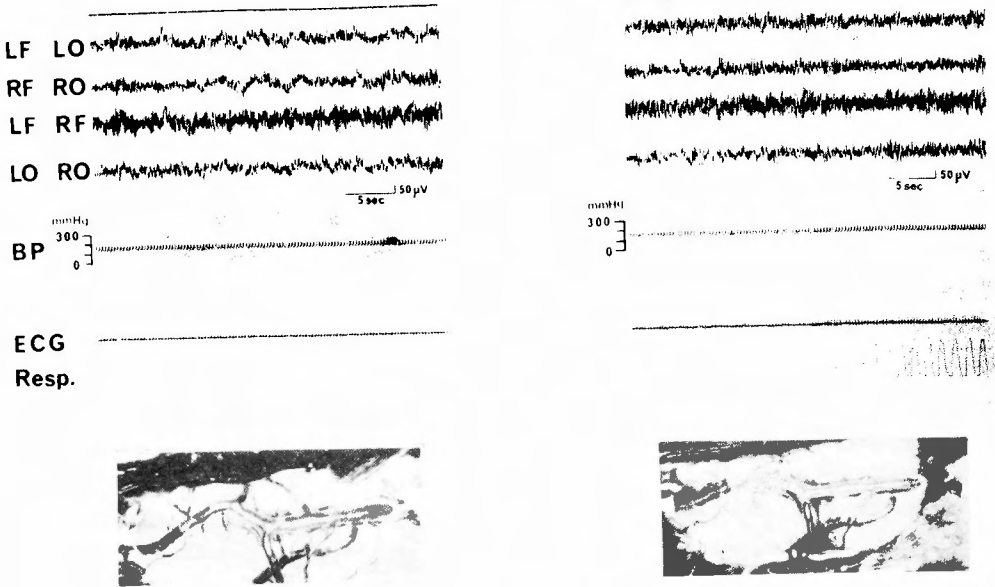 LF LO
RF RO
LF RF
LO RO
5 sec 50 µV
5 sec 50 µV
mmHg
300
BP
0
300
0
ECG
Resp.